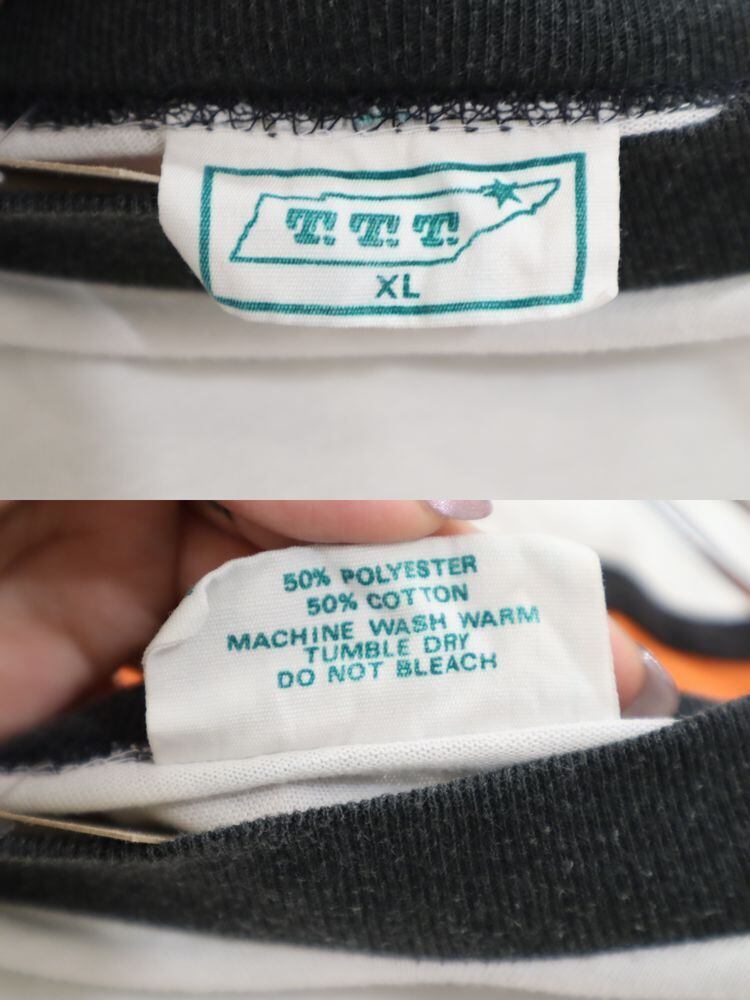 T. T. T.
XL
50% POLYESTER
50% COTTON
MACHINE WASH WARM
TUMBLE DRY
DO NOT BLEACH